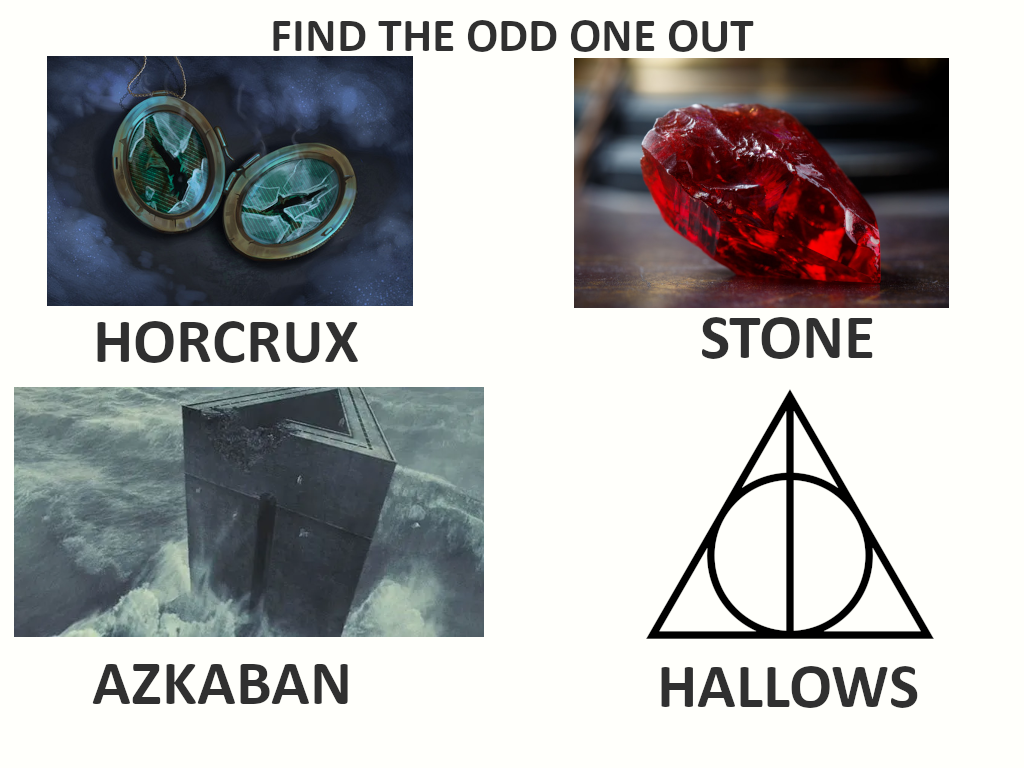 FIND THE ODD ONE OUT
HORCRUX
STONE
AZKABAN
HALLOWS